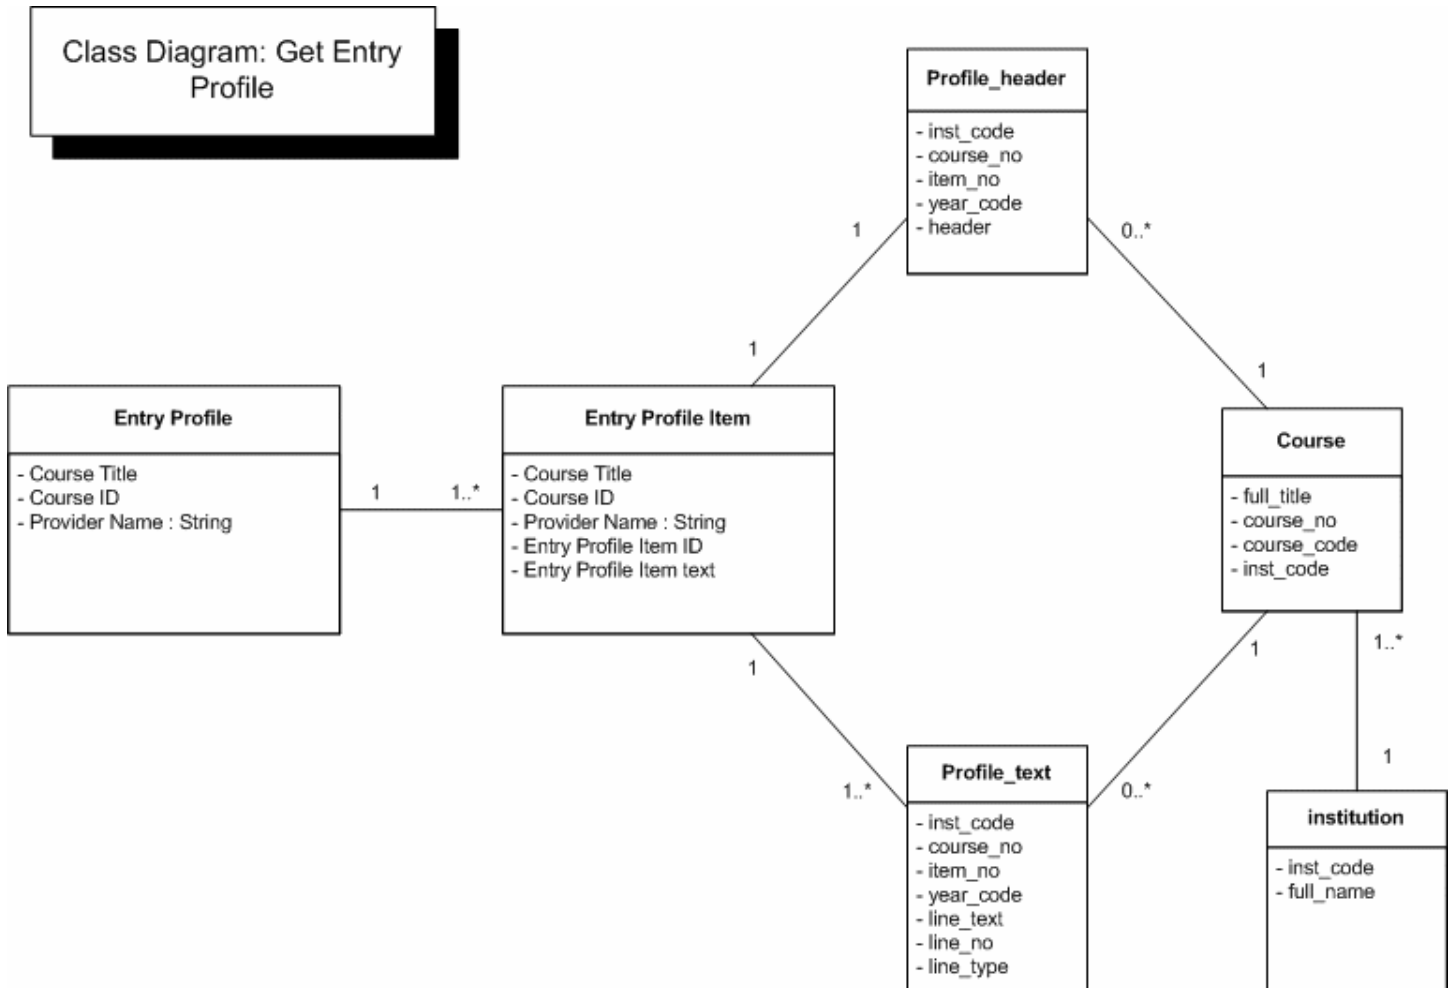 Class Diagram: Get Entry
Profile
Profile_header
- inst_code
- course_no
- item_no
- year_code
- header
1
0..*
1
1
Entry Profile
- Course Title
- Course ID
- Provider Name : String
1
1..*
Entry Profile Item
- Course Title
- Course ID
- Provider Name : String
- Entry Profile Item ID
- Entry Profile Item text
Course
- full_title
- course_no
- course_code
- inst_code
1
1
1..*
1..*
0..*
1
Profile_text
- inst_code
- course_no
- item_no
- year_code
- line_text
- line_no
- line_type
institution
- inst_code
- full_name